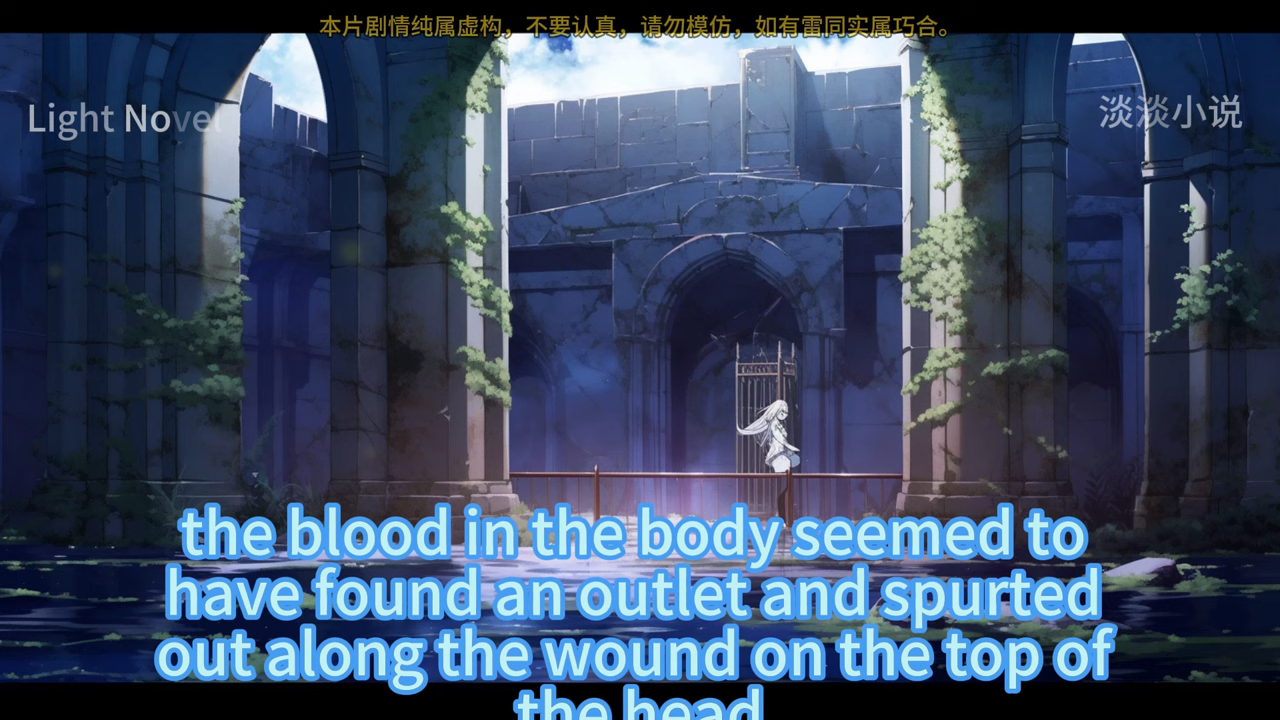 本片剧情纯属虚构，不要认真，请勿模仿，如有雷同实属巧合。
Light Novel
淡淡小说
the blood in the body seemed to
have found an outlet and spurted
out along the wound on the top of
the head